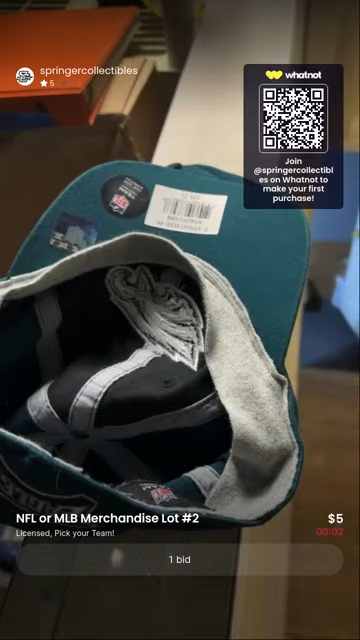 springercollectibles
5
whatnot
Join
@springercollectibl
es on Whatnot to
make your first
purchase!
NFL
NFL or MLB Merchandise Lot #2
$5
Licensed, Pick your Team!
00:02
1 bid